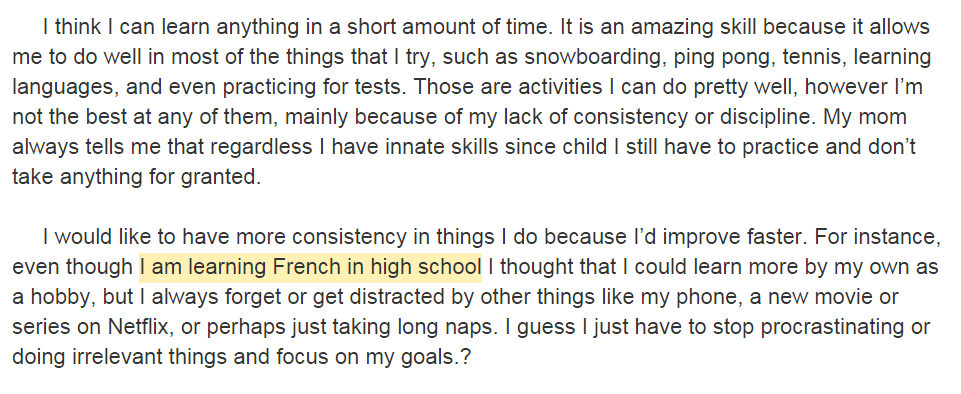 I think I can learn anything in a short amount of time. It is an amazing skill because it allows
me to do well in most of the things that I try, such as snowboarding, ping pong, tennis, learning
languages, and even practicing for tests. Those are activities I can do pretty well, however I’m
not the best at any of them, mainly because of my lack of consistency or discipline. My mom
always tells me that regardless I have innate skills since child I still have to practice and don’t
take anything for granted.
I would like to have more consistency in things I do because I’d improve faster. For instance,
even though I am learning French in high school I thought that I could learn more by my own as
a hobby, but I always forget or get distracted by other things like my phone, a new movie or
series on Netflix, or perhaps just taking long naps. I guess I just have to stop procrastinating or
doing irrelevant things and focus on my goals.?